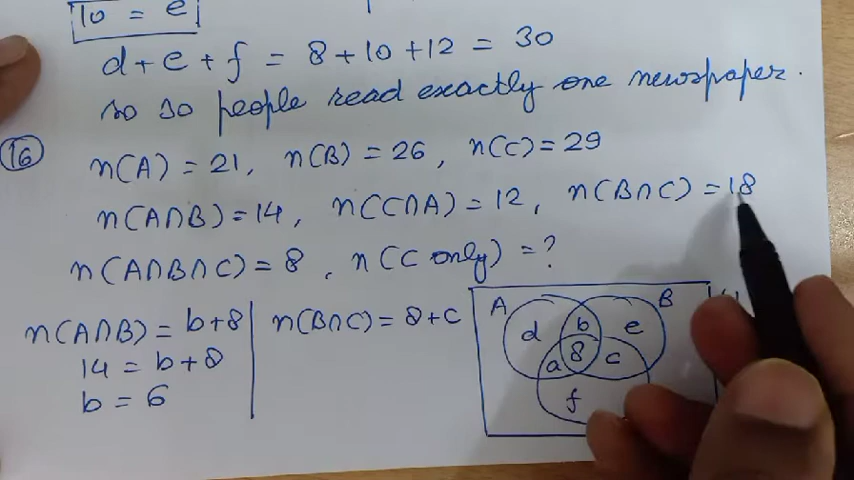 10 = e
d + e + f = 8 + 10 + 12 = 30
so 30 people read exactly one newspaper.
16
n(A) = 21, n(B) = 26, n(C) = 29
n(A∩B) = 14, n(C∩A) = 12, n(B∩C) = 18
n(A∩B∩C) = 8, n(C only) = ?
n(A∩B) = b+8
14 = b+8
b = 6
n(B∩C) = 8+c
A B
d b e
a 8 c
f